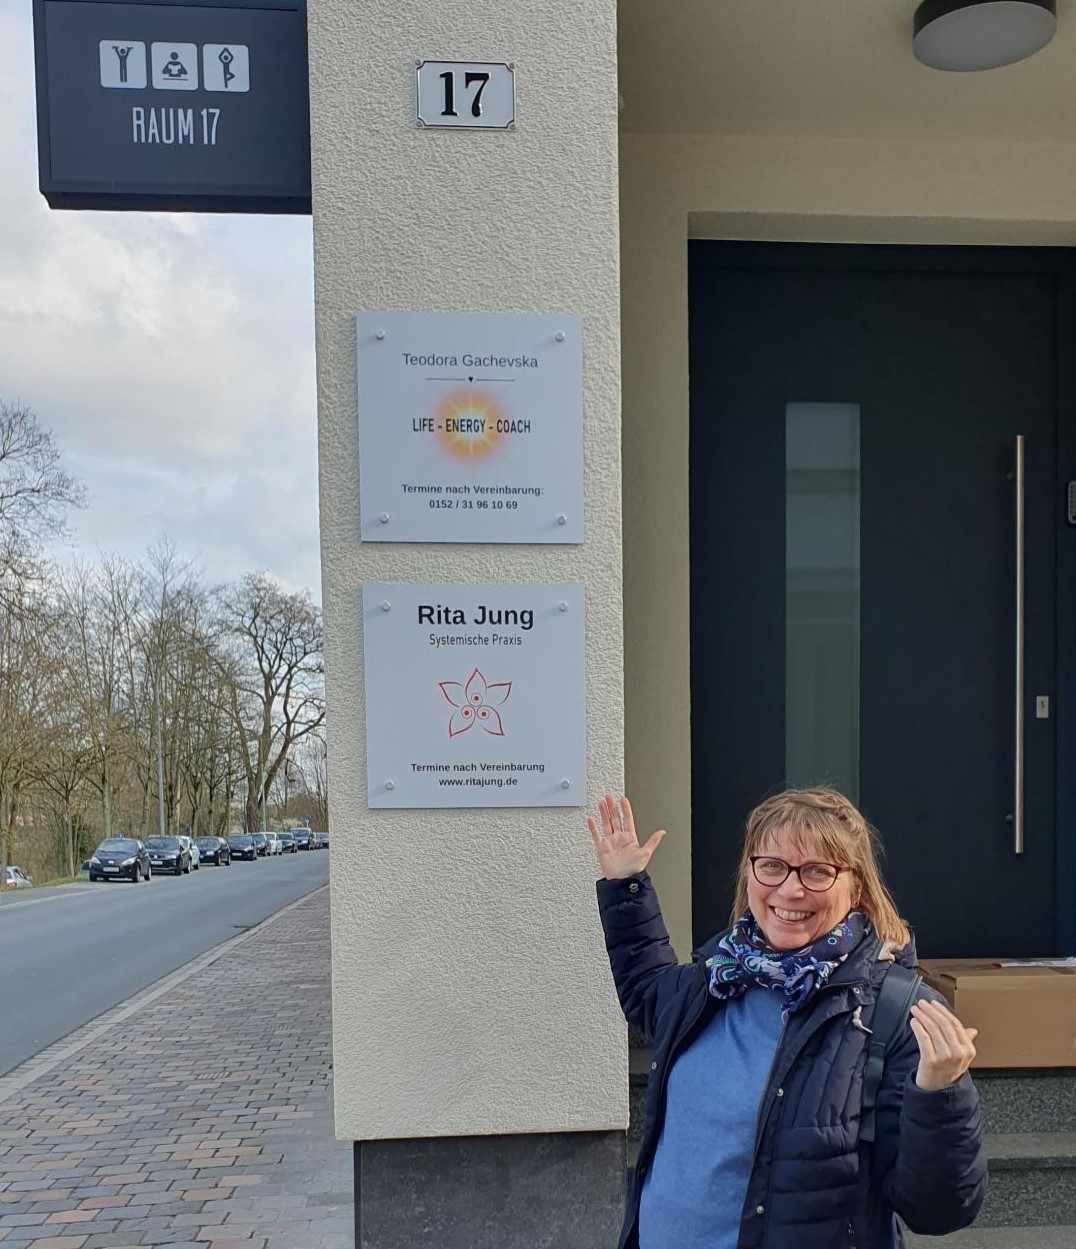 RAUM 17
17
Teodora Gachevska
LIFE - ENERGY - COACH
Termine nach Vereinbarung:
0152 / 31 96 10 69
Rita Jung
Systemische Praxis
Termine nach Vereinbarung
www.ritajung.de